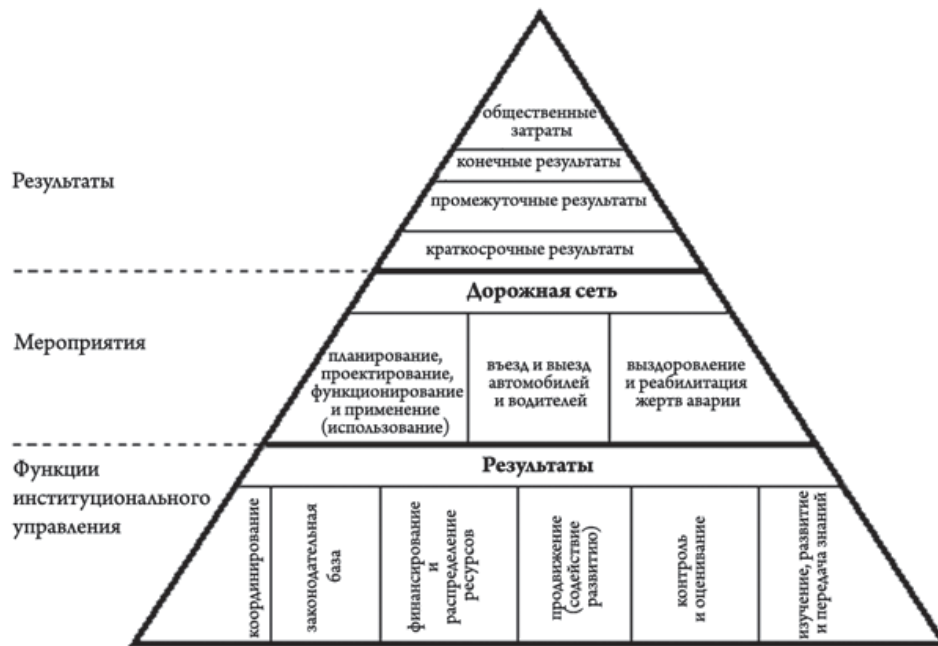 общественные
затраты
конечные результаты
Результаты
промежуточные результаты
краткосрочные результаты
Дорожная сеть
Мероприятия
планирование,
проектирование,
функционирование
и применение
(использование)
въезд и выезд
автомобилей
и водителей
выздоровление
и реабилитация
жертв аварии
Функции
институционального
управления
Результаты
координирование
законодательная
база
финансирование
и
распределение
ресурсов
продвижение
(содействие
развитию)
контроль
и оценивание
изучение, развитие
и передача знаний